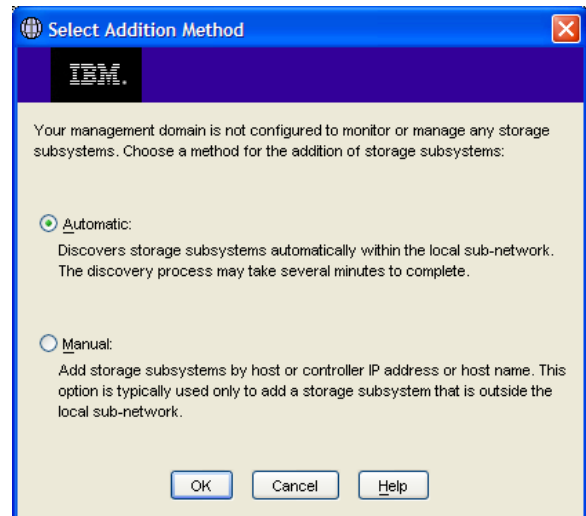 Select Addition Method
IBM.
Your management domain is not configured to monitor or manage any storage
subsystems. Choose a method for the addition of storage subsystems:
Automatic:
Discovers storage subsystems automatically within the local sub-network.
The discovery process may take several minutes to complete.
Manual:
Add storage subsystems by host or controller IP address or host name. This
option is typically used only to add a storage subsystem that is outside the
local sub-network.
OK Cancel Help